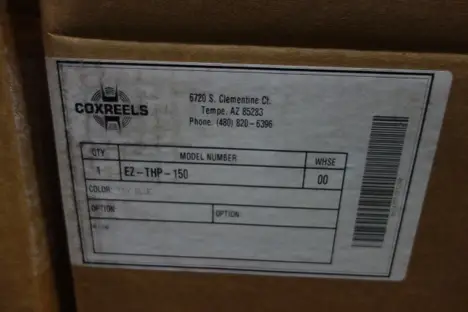 COXREELS
6720 S. Clementine Ct.
Tempe, AZ 85283
Phone: (480) 820-6396
QTY MODEL NUMBER WHSE
1 EZ-THP-150 00
COLOR:
OPTION: OPTION: